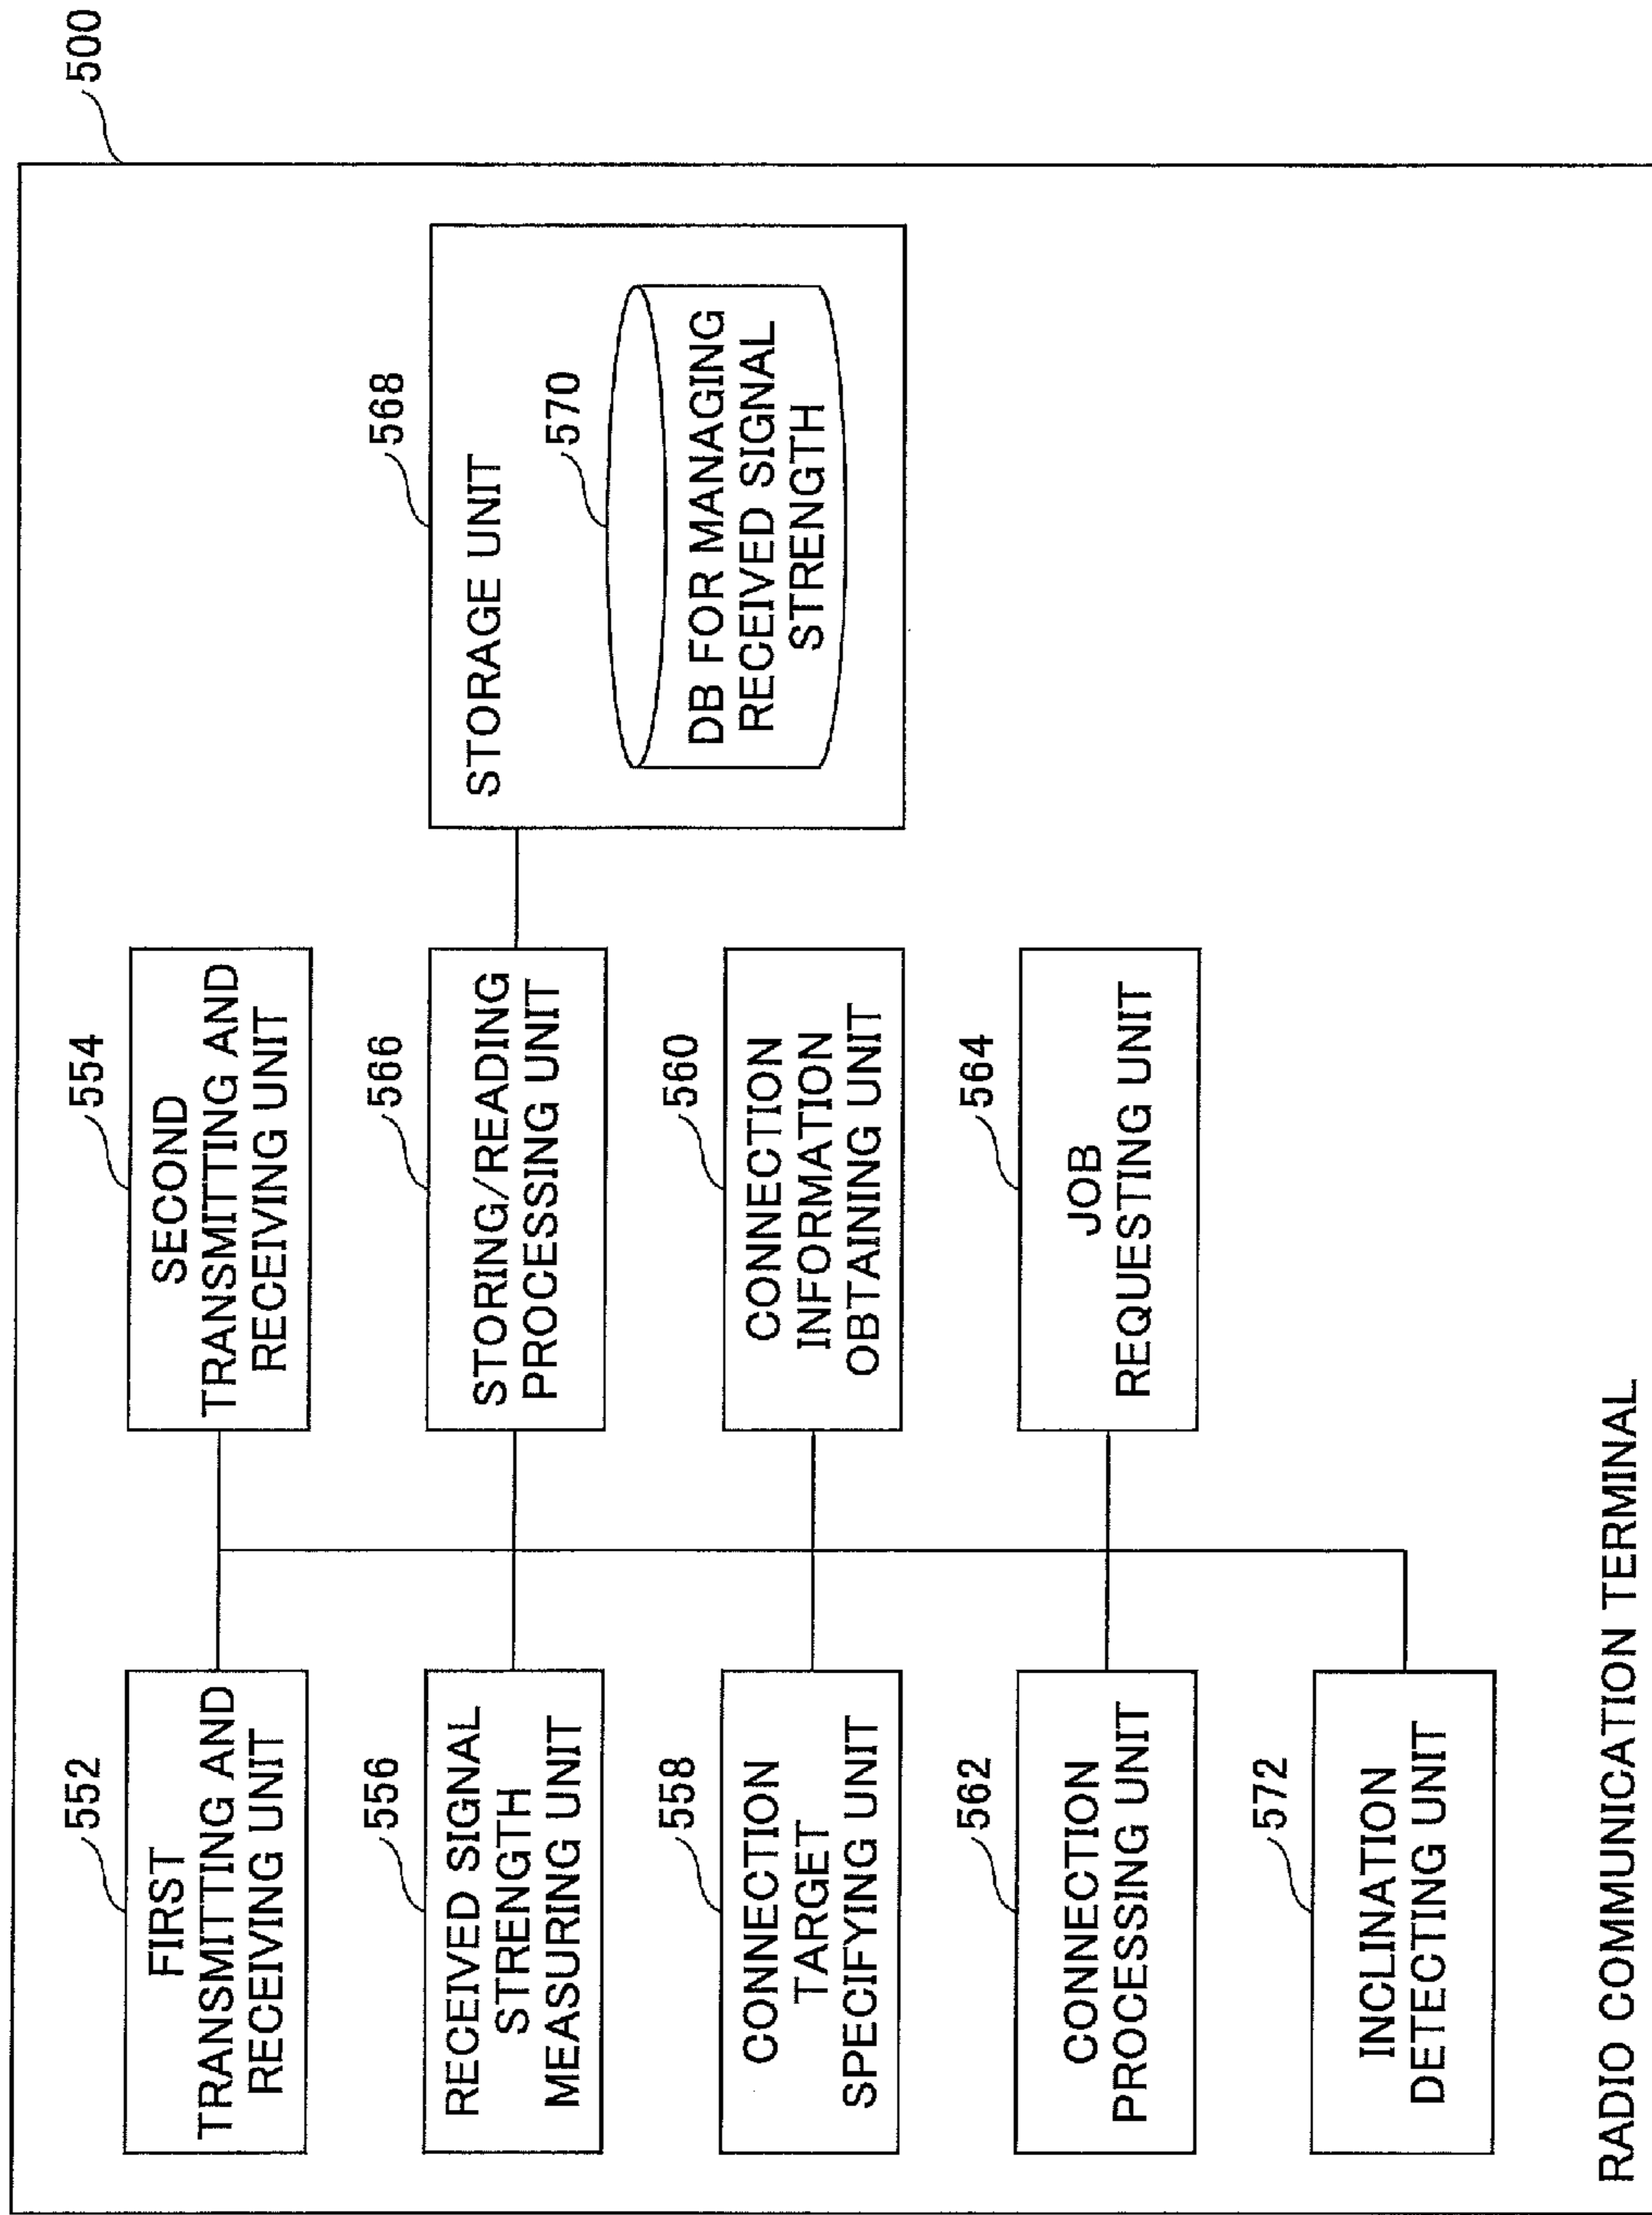 500
552
FIRST
TRANSMITTING AND
RECEIVING UNIT
554
SECOND
TRANSMITTING AND
RECEIVING UNIT
556
RECEIVED SIGNAL
STRENGTH
MEASURING UNIT
566
STORING/READING
PROCESSING UNIT
568
STORAGE UNIT
570
DB FOR MANAGING
RECEIVED SIGNAL
STRENGTH
558
CONNECTION
TARGET
SPECIFYING UNIT
560
CONNECTION
INFORMATION
OBTAINING UNIT
562
CONNECTION
PROCESSING UNIT
564
JOB
REQUESTING UNIT
572
INCLINATION
DETECTING UNIT
RADIO COMMUNICATION TERMINAL